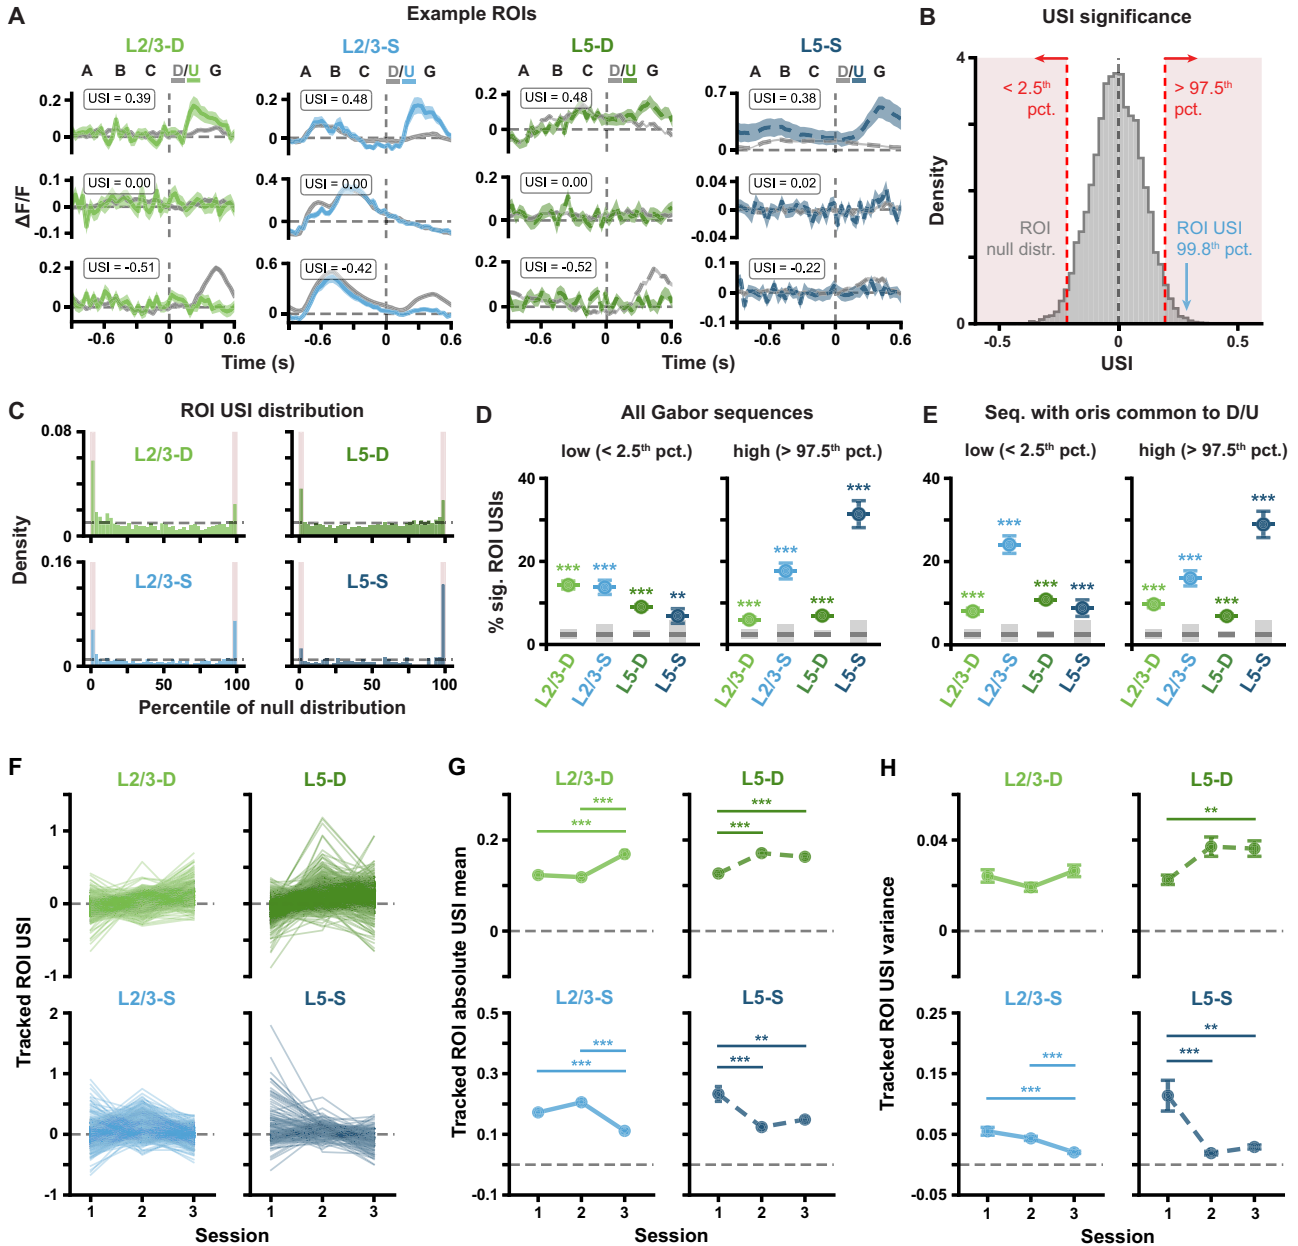 A
Example ROIs
L2/3-D
L2/3-S
L5-D
L5-S
A B C D/U G
A B C D/U G
A B C D/U G
A B C D/U G
USI = 0.39
USI = 0.48
USI = 0.48
USI = 0.38
0.2
0
0.2
0
0.2
0
0.7
0
ΔF/F
USI = 0.00
USI = 0.00
USI = 0.00
USI = 0.02
0.1
0
-0.1
0.4
0
0.2
0
0.04
0
-0.04
USI = -0.51
USI = -0.42
USI = -0.52
USI = -0.22
0.2
0
0.6
0
0.2
0
0.1
0
-0.1
-0.6 0 0.6
-0.6 0 0.6
-0.6 0 0.6
-0.6 0 0.6
Time (s)
Time (s)
B
USI significance
4
2
0
Density
< 2.5th
pct.
> 97.5th
pct.
ROI
null distr.
ROI USI
99.8th pct.
-0.5 0 0.5
USI
C
ROI USI distribution
0.08
0
L2/3-D
L5-D
Density
0.16
0
L2/3-S
L5-S
0 50 100
0 50 100
Percentile of null distribution
D
All Gabor sequences
low (< 2.5th pct.)
high (> 97.5th pct.)
% sig. ROI USIs
40
20
0
***
***
***
**
***
***
***
***
L2/3-D
L2/3-S
L5-D
L5-S
L2/3-D
L2/3-S
L5-D
L5-S
E
Seq. with oris common to D/U
low (< 2.5th pct.)
high (> 97.5th pct.)
40
20
0
***
***
***
***
***
***
***
***
L2/3-D
L2/3-S
L5-D
L5-S
L2/3-D
L2/3-S
L5-D
L5-S
F
L2/3-D
L5-D
1
0
-1
Tracked ROI USI
L2/3-S
L5-S
2
1
0
-1
1 2 3
1 2 3
Session
G
L2/3-D
L5-D
0.2
0
***
***
***
***
Tracked ROI absolute USI mean
L2/3-S
L5-S
0.5
0.3
0.1
-0.1
***
***
**
***
1 2 3
1 2 3
Session
H
L2/3-D
L5-D
0.04
0
**
Tracked ROI USI variance
L2/3-S
L5-S
0.25
0.15
0.05
-0.05
***
***
**
***
1 2 3
1 2 3
Session